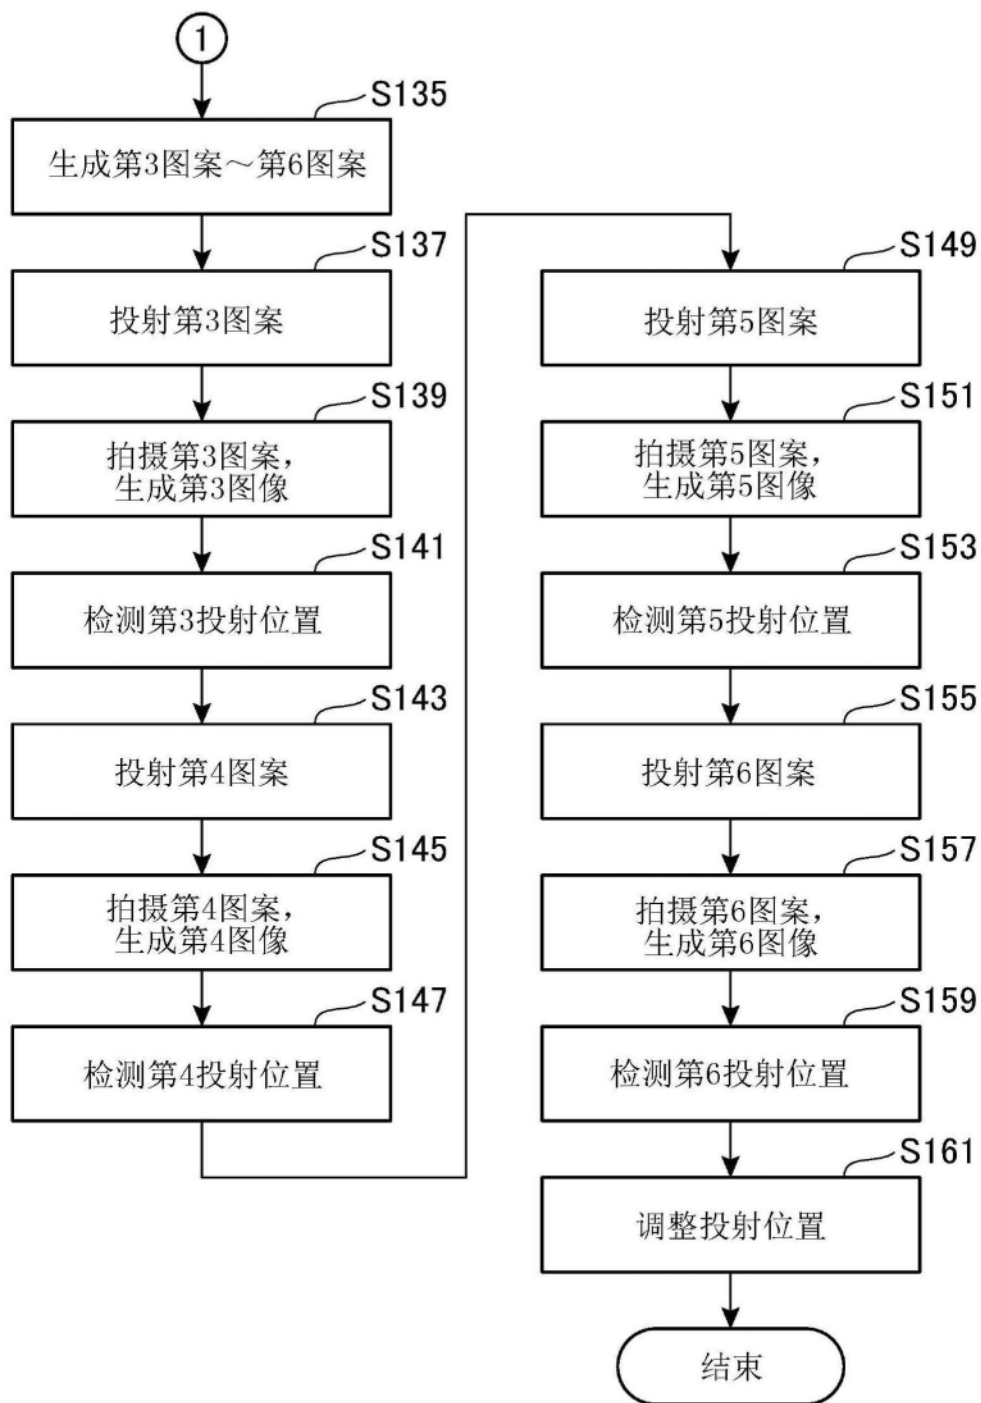 1
S135
生成第3图案～第6图案
S137
投射第3图案
S139
拍摄第3图案，
生成第3图像
S141
检测第3投射位置
S143
投射第4图案
S145
拍摄第4图案，
生成第4图像
S147
检测第4投射位置
S149
投射第5图案
S151
拍摄第5图案，
生成第5图像
S153
检测第5投射位置
S155
投射第6图案
S157
拍摄第6图案，
生成第6图像
S159
检测第6投射位置
S161
调整投射位置
结束